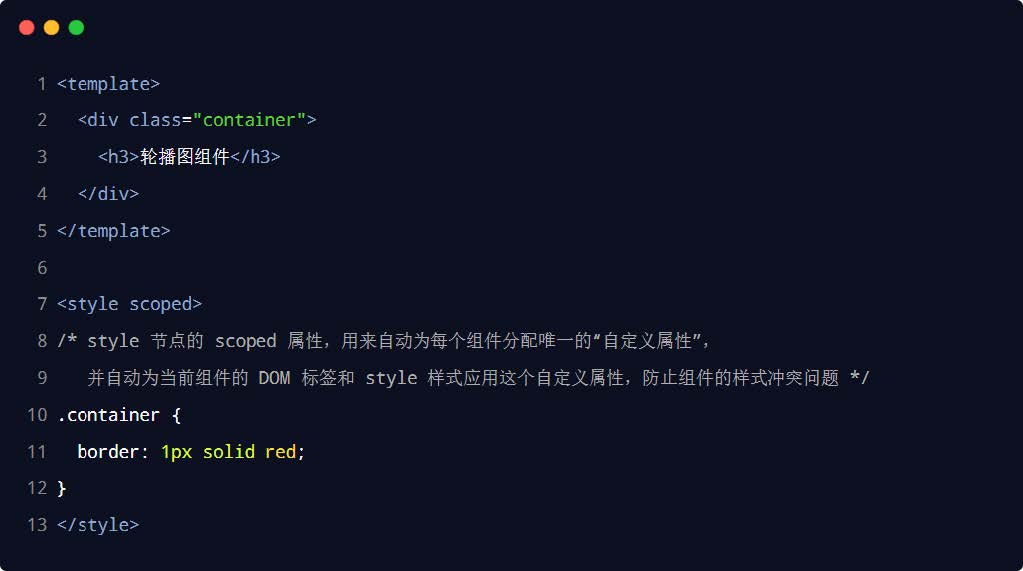 1 <template>
2   <div class="container">
3     <h3>轮播图组件</h3>
4   </div>
5 </template>
6
7 <style scoped>
8 /* style 节点的 scoped 属性，用来自动为每个组件分配唯一的“自定义属性”，
9    并自动为当前组件的 DOM 标签和 style 样式应用这个自定义属性，防止组件的样式冲突问题 */
10 .container {
11   border: 1px solid red;
12 }
13 </style>